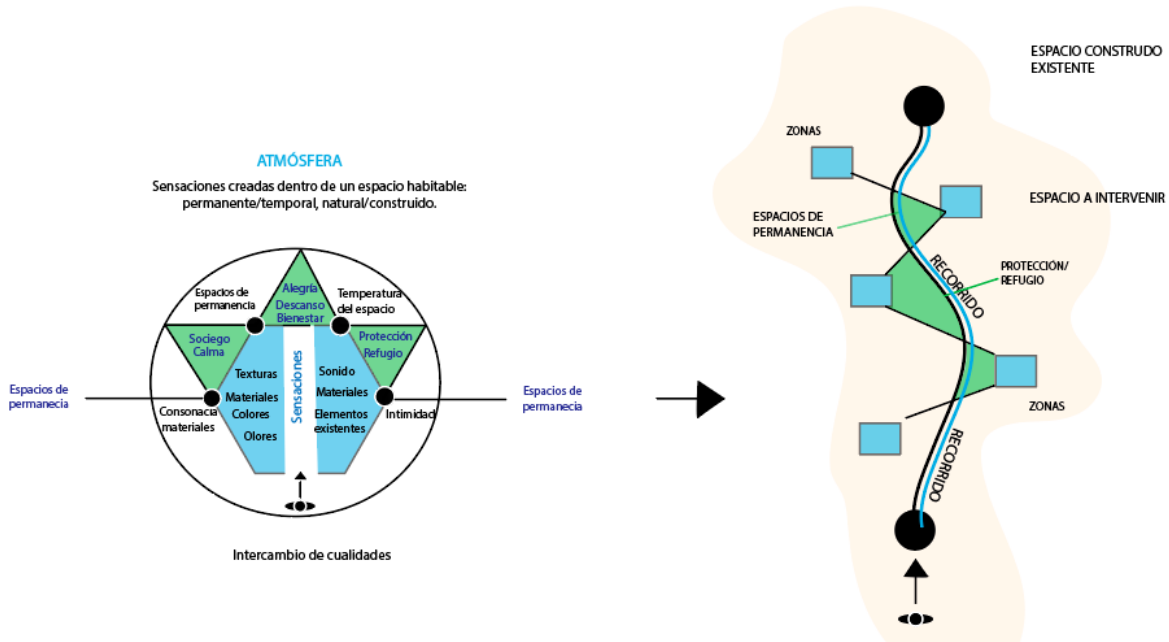 ATMÓSFERA
Sensaciones creadas dentro de un espacio habitable:
permanente/temporal, natural/construido.
Espacios de
permanencia
Alegría
Descanso
Bienestar
Temperatura
del espacio
Sociego
Calma
Protección
Refugio
Texturas
Materiales
Colores
Olores
Sensaciones
Sonido
Materiales
Elementos
existentes
Espacios de
permanecia
Consonacia
materiales
Intimidad
Espacios de
permanecia
Intercambio de cualidades
ESPACIO CONSTRUDO
EXISTENTE
ZONAS
ESPACIO A INTERVENIR
ESPACIOS DE
PERMANENCIA
RECORRIDO
PROTECCIÓN/
REFUGIO
ZONAS
RECORRIDO